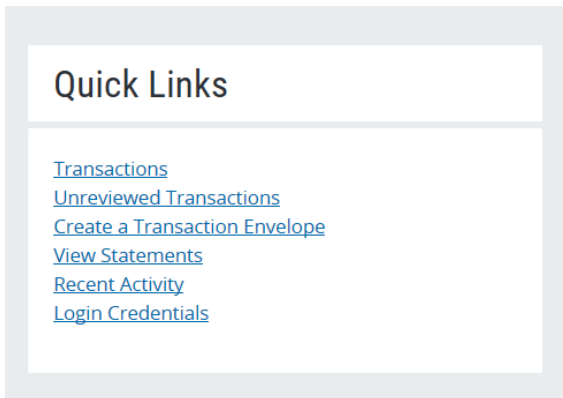 Quick Links
Transactions
Unreviewed Transactions
Create a Transaction Envelope
View Statements
Recent Activity
Login Credentials